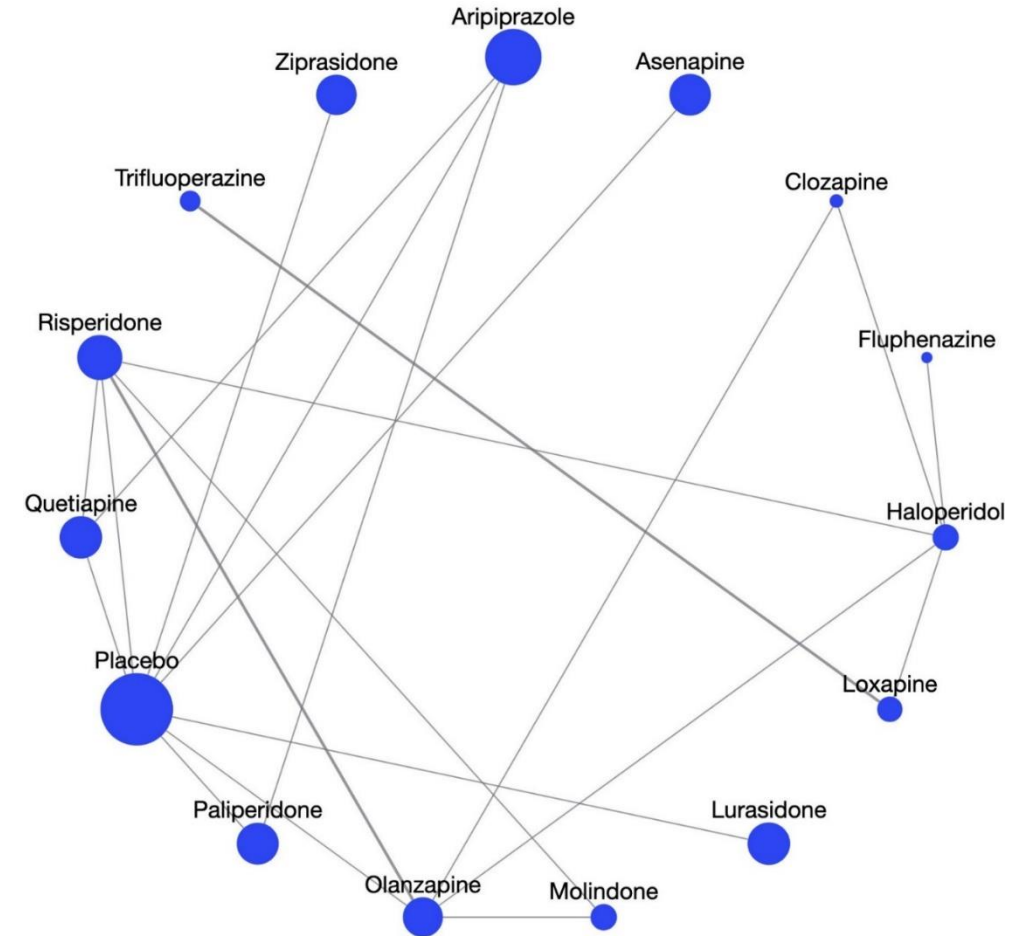 Aripiprazole
Ziprasidone
Asenapine
Trifluoperazine
Clozapine
Risperidone
Fluphenazine
Quetiapine
Haloperidol
Placebo
Loxapine
Paliperidone
Lurasidone
Olanzapine
Molindone